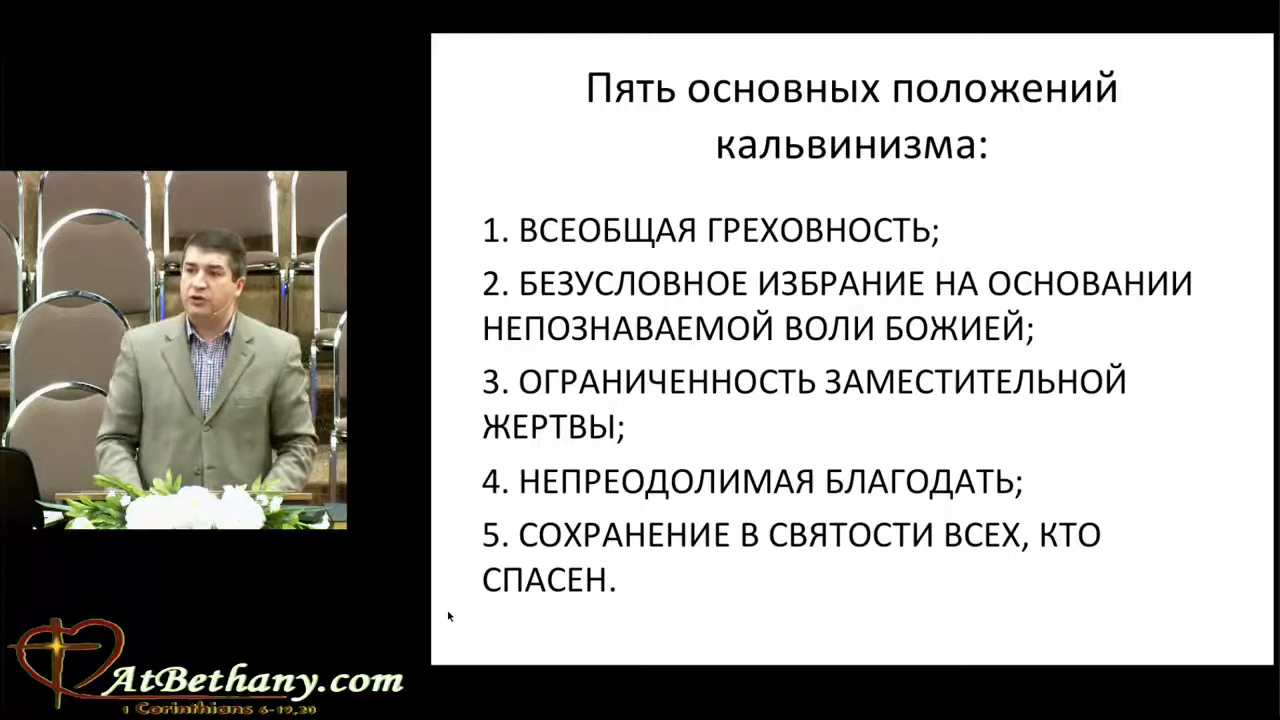 Пять основных положений
кальвинизма:
1. ВСЕОБЩАЯ ГРЕХОВНОСТЬ;
2. БЕЗУСЛОВНОЕ ИЗБРАНИЕ НА ОСНОВАНИИ
НЕПОЗНАВАЕМОЙ ВОЛИ БОЖИЕЙ;
3. ОГРАНИЧЕННОСТЬ ЗАМЕСТИТЕЛЬНОЙ
ЖЕРТВЫ;
4. НЕПРЕОДОЛИМАЯ БЛАГОДАТЬ;
5. СОХРАНЕНИЕ В СВЯТОСТИ ВСЕХ, КТО
СПАСЕН.
AtBethany.com
1 Corinthians 6-19,20